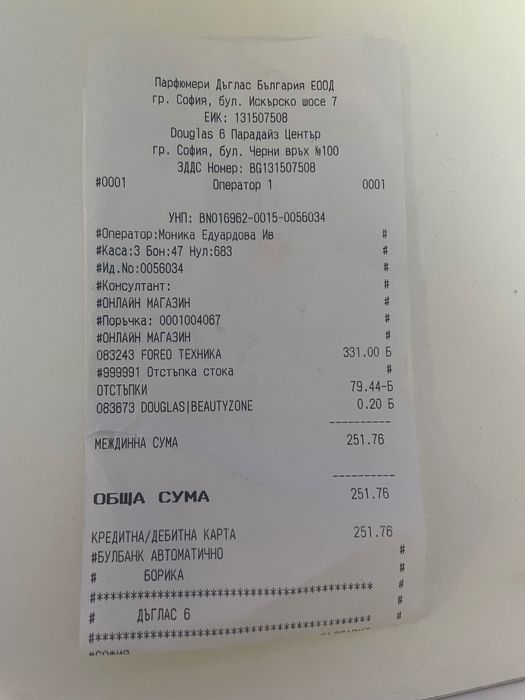 Парфюмери Дъглас България ЕООД
гр. София, бул. Искърско шосе 7
ЕИК: 131507508
Douglas 6 Парадайз Център
гр. София, бул. Черни връх №100
ЗДДС Номер: BG131507508
#0001 Оператор 1 0001
УНП: BN016962-0015-0056034
#Оператор:Моника Едуардова Ив #
#Каса:3 Бон:47 Нул:683 #
#Ид.No:0056034 #
#Консултант: #
#ОНЛАЙН МАГАЗИН #
#Поръчка: 0001004067 #
#ОНЛАЙН МАГАЗИН #
083243 FOREO ТЕХНИКА 331.00 Б
#999991 Отстъпка стока #
ОТСТЪПКИ 79.44-Б
083673 DOUGLAS|BEAUTYZONE 0.20 Б
----------
МЕЖДИННА СУМА 251.76
----------
ОБЩА СУМА 251.76
КРЕДИТНА/ДЕБИТНА КАРТА 251.76
#БУЛБАНК АВТОМАТИЧНО #
# БОРИКА #
#************************************ #
# ДЪГЛАС 6 #
#************************************ #
#СОФИЯ